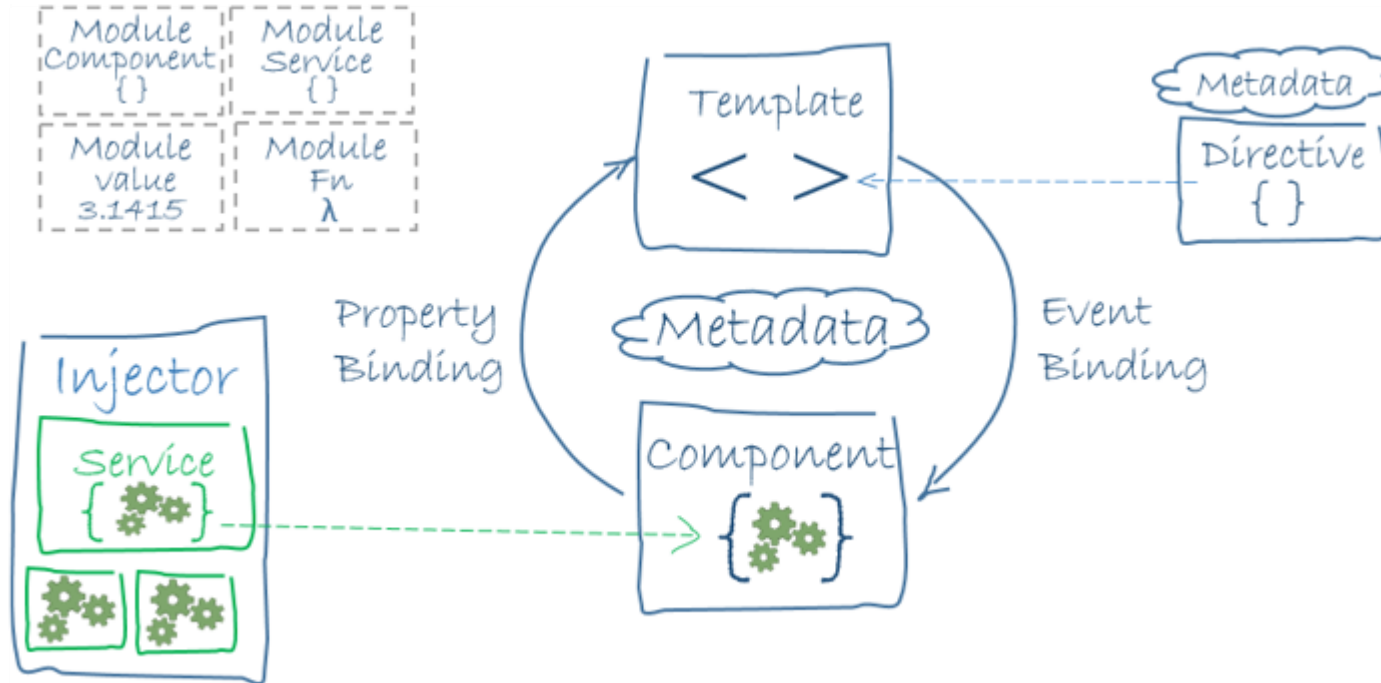 Module
Component
{ }
Module
Service
{ }
Module
value
3.1415
Module
Fn
λ
Template
< >
Metadata
Directive
{ }
Property
Binding
Metadata
Event
Binding
Injector
Service
{ }
Component
{ }